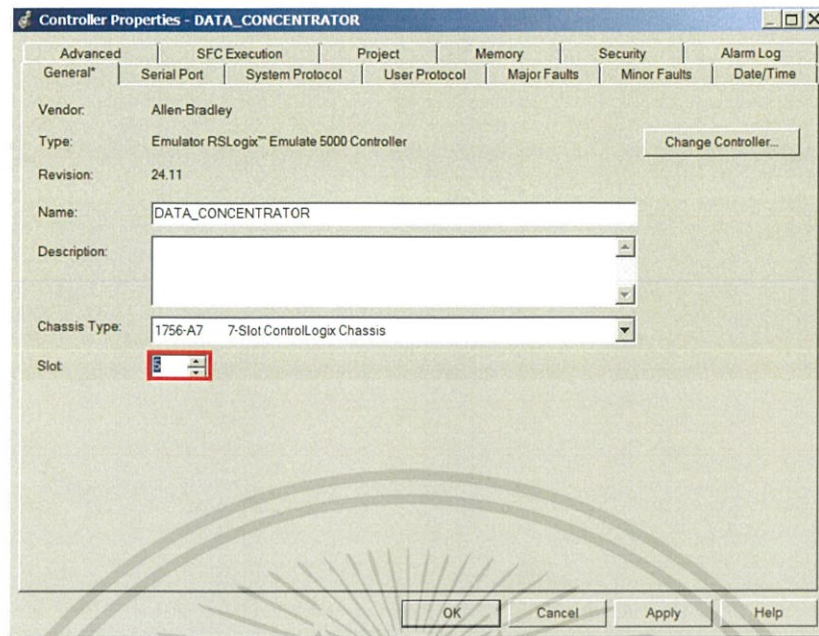 Controller Properties - DATA_CONCENTRATOR
Advanced SFC Execution Project Memory Security Alarm Log
General* Serial Port System Protocol User Protocol Major Faults Minor Faults Date/Time
Vendor: Allen-Bradley
Type: Emulator RSLogix™ Emulate 5000 Controller Change Controller...
Revision: 24.11
Name: DATA_CONCENTRATOR
Description:
Chassis Type: 1756-A7 7-Slot ControlLogix Chassis
Slot: 5
OK Cancel Apply Help